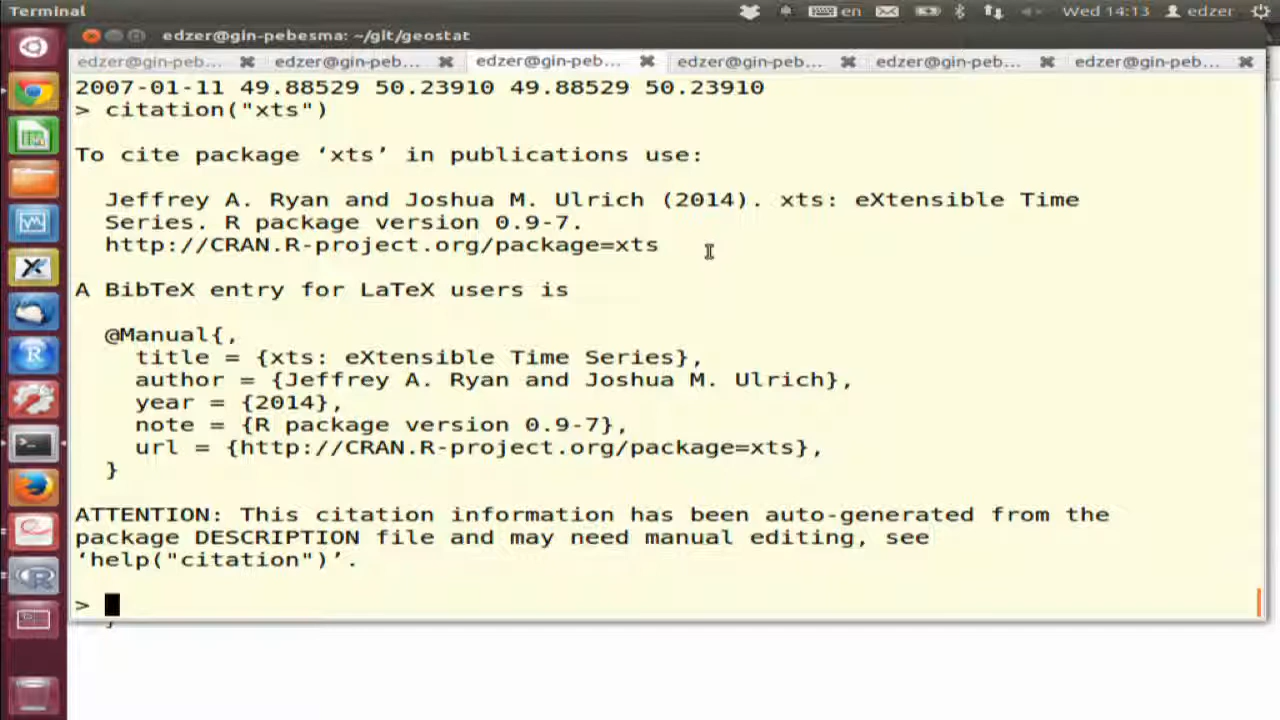 Terminal
en
Wed 14:13
edzer
edzer@gin-pebesma: ~/git/geostat
edzer@gin-peb... edzer@gin-peb... edzer@gin-peb... edzer@gin-peb... edzer@gin-peb... edzer@gin-peb...
2007-01-11 49.88529 50.23910 49.88529 50.23910
> citation("xts")
To cite package ‘xts’ in publications use:
Jeffrey A. Ryan and Joshua M. Ulrich (2014). xts: eXtensible Time
Series. R package version 0.9-7.
http://CRAN.R-project.org/package=xts
A BibTeX entry for LaTeX users is
@Manual{,
title = {xts: eXtensible Time Series},
author = {Jeffrey A. Ryan and Joshua M. Ulrich},
year = {2014},
note = {R package version 0.9-7},
url = {http://CRAN.R-project.org/package=xts},
}
ATTENTION: This citation information has been auto-generated from the
package DESCRIPTION file and may need manual editing, see
‘help("citation")’.
>
}